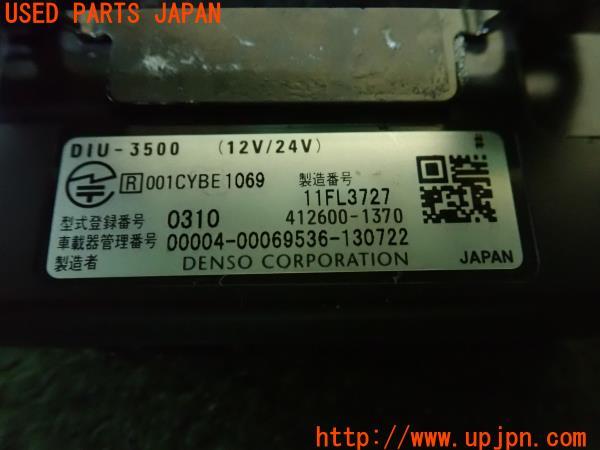 USED PARTS JAPAN
DIU-3500 (12V/24V)
R 001CYBE1069 製造番号
11FL3727
型式登録番号 0310 412600-1370
車載器管理番号 00004-00069536-130722
製造者 DENSO CORPORATION JAPAN
UPJ
http://www.upjpn.com/